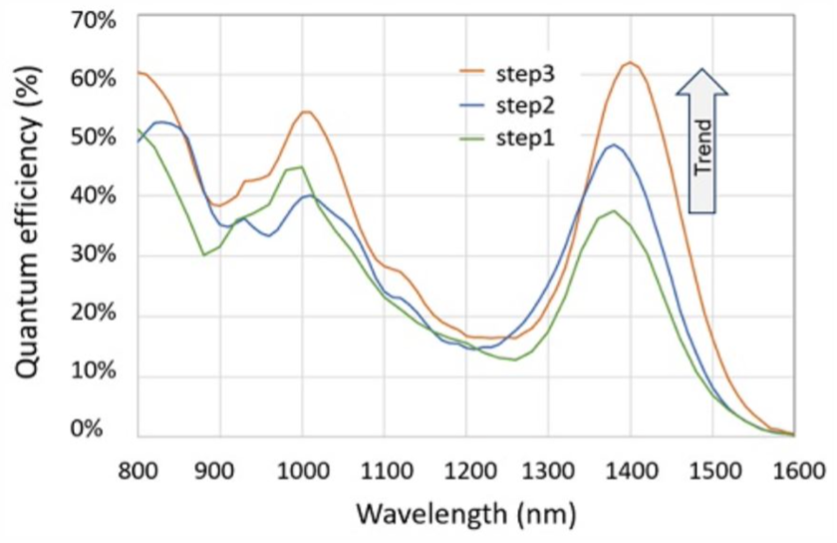 Quantum efficiency (%)
70%
60%
50%
40%
30%
20%
10%
0%
step3
step2
step1
Trend
800 900 1000 1100 1200 1300 1400 1500 1600
Wavelength (nm)